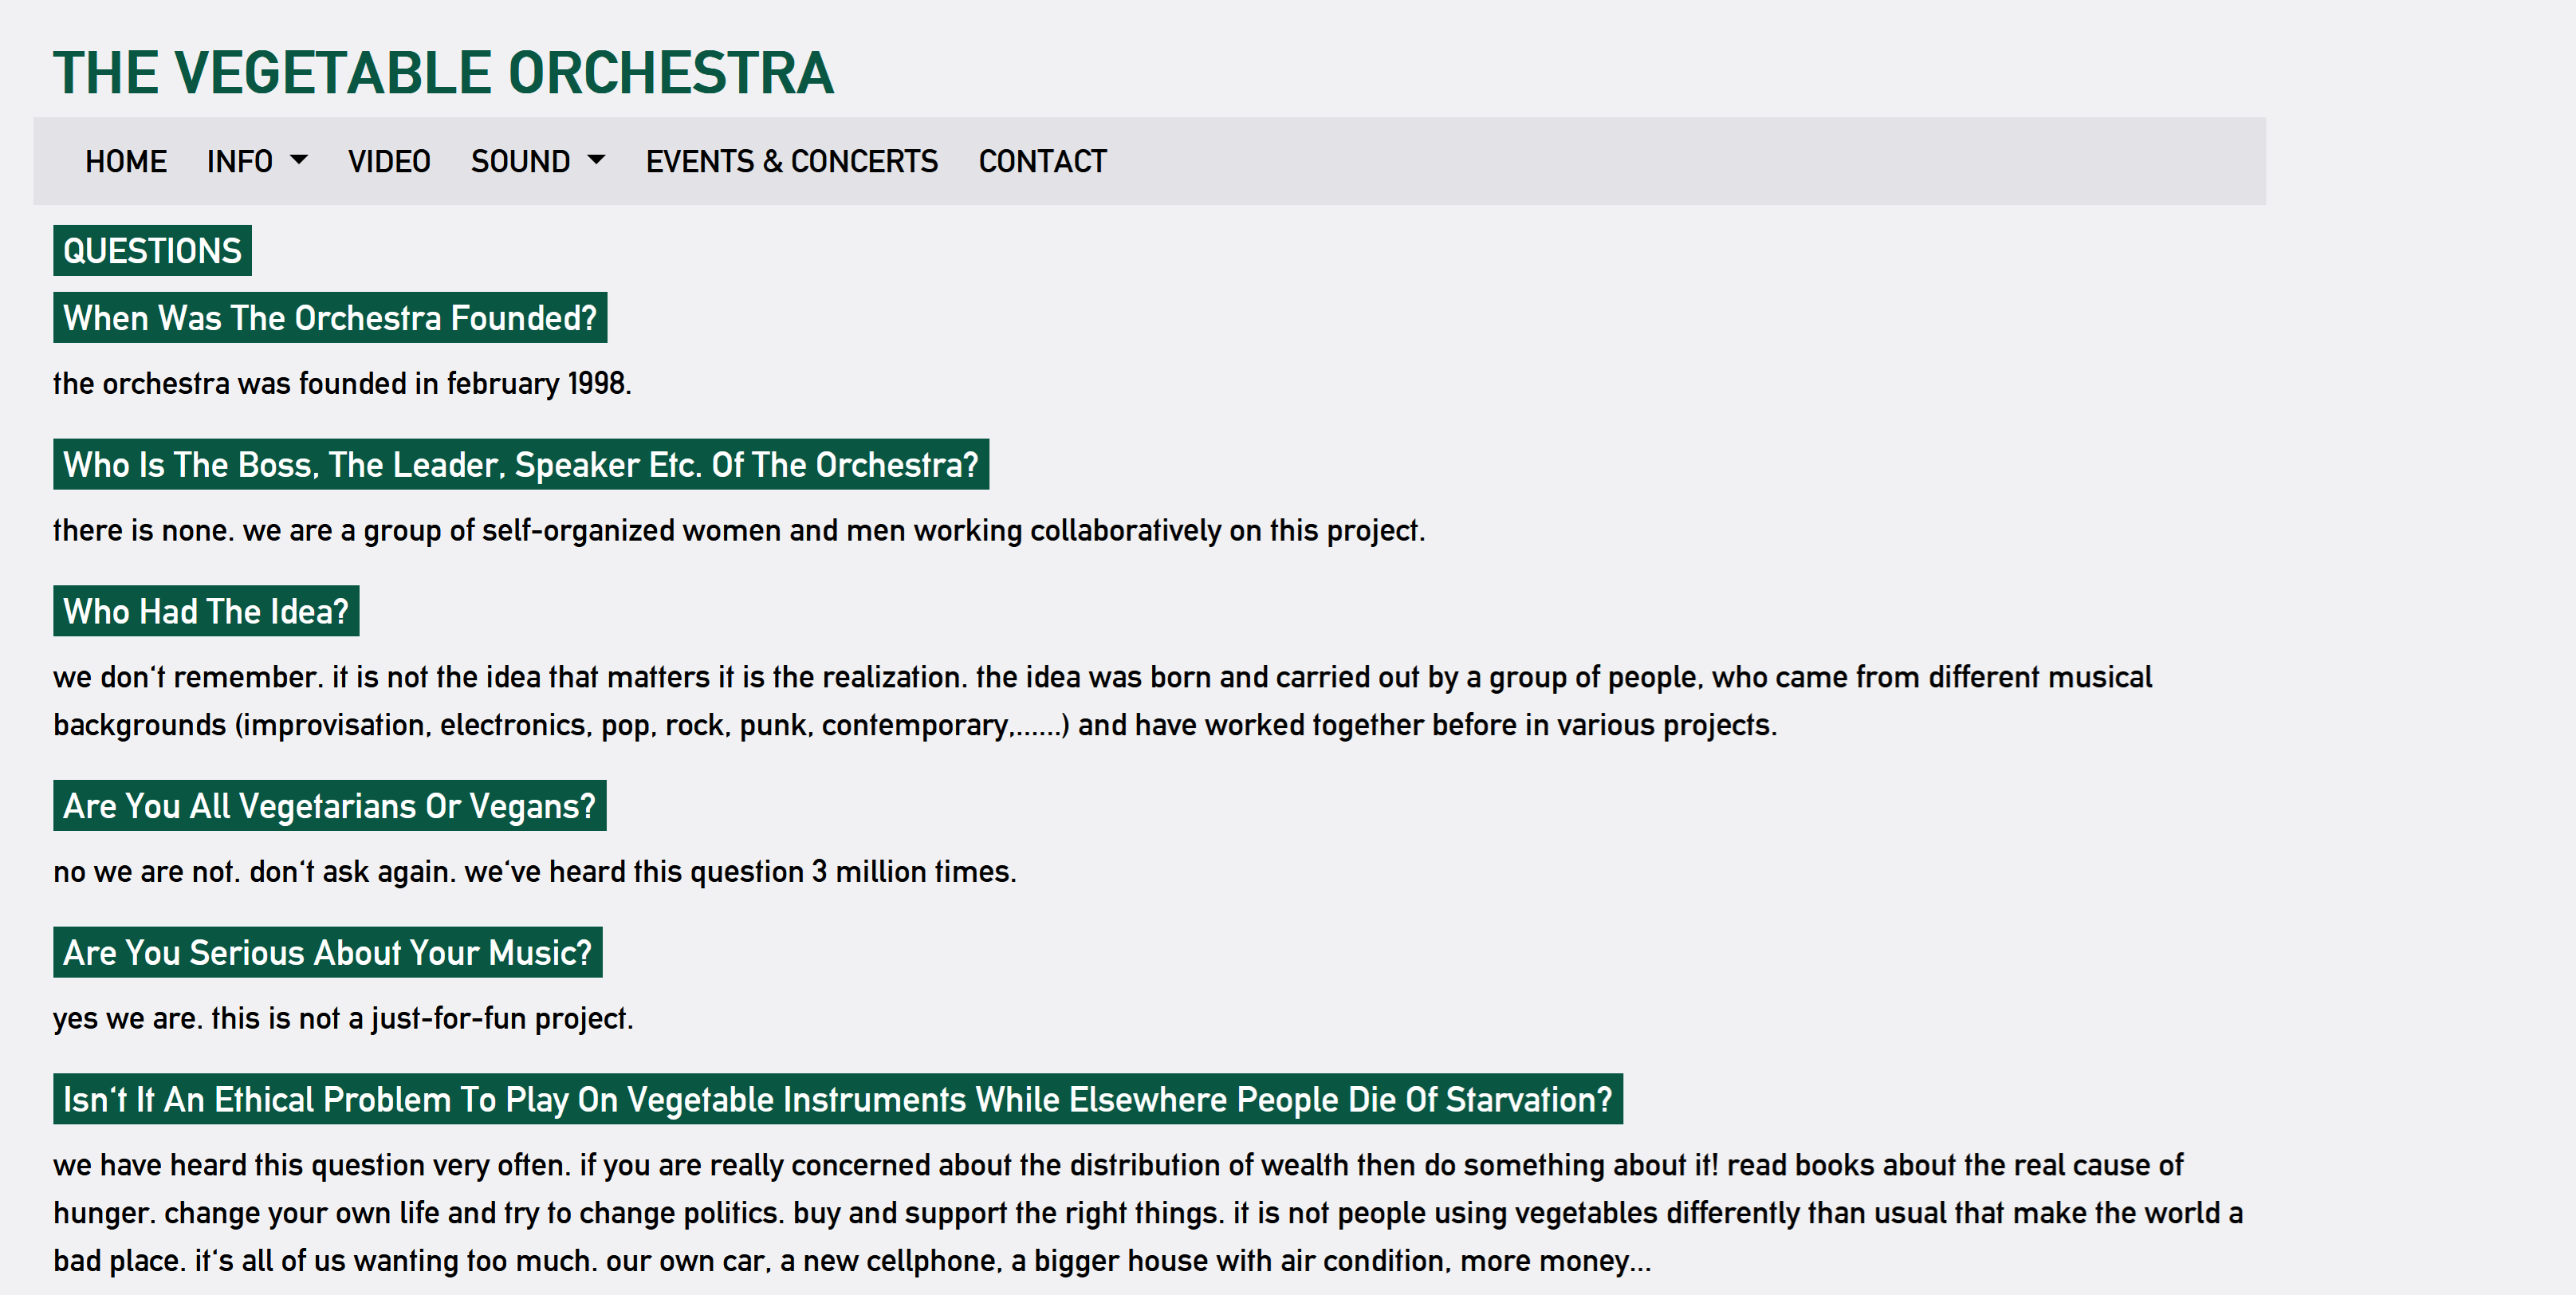 THE VEGETABLE ORCHESTRA
HOME INFO VIDEO SOUND EVENTS & CONCERTS CONTACT
QUESTIONS
When Was The Orchestra Founded?
the orchestra was founded in february 1998.
Who Is The Boss, The Leader, Speaker Etc. Of The Orchestra?
there is none. we are a group of self-organized women and men working collaboratively on this project.
Who Had The Idea?
we don‘t remember. it is not the idea that matters it is the realization. the idea was born and carried out by a group of people, who came from different musical
backgrounds (improvisation, electronics, pop, rock, punk, contemporary,......) and have worked together before in various projects.
Are You All Vegetarians Or Vegans?
no we are not. don‘t ask again. we‘ve heard this question 3 million times.
Are You Serious About Your Music?
yes we are. this is not a just-for-fun project.
Isn‘t It An Ethical Problem To Play On Vegetable Instruments While Elsewhere People Die Of Starvation?
we have heard this question very often. if you are really concerned about the distribution of wealth then do something about it! read books about the real cause of
hunger. change your own life and try to change politics. buy and support the right things. it is not people using vegetables differently than usual that make the world a
bad place. it‘s all of us wanting too much. our own car, a new cellphone, a bigger house with air condition, more money...